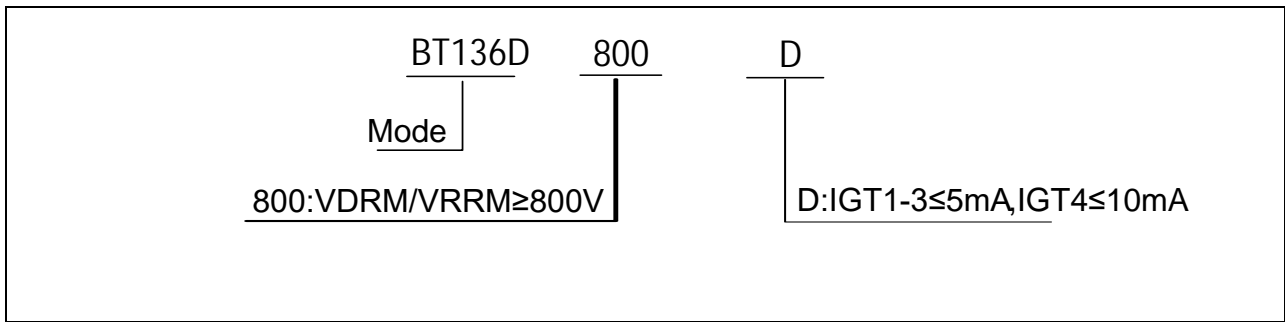 BT136D 800 D
Mode
800:VDRM/VRRM≥800V
D:IGT1-3≤5mA,IGT4≤10mA